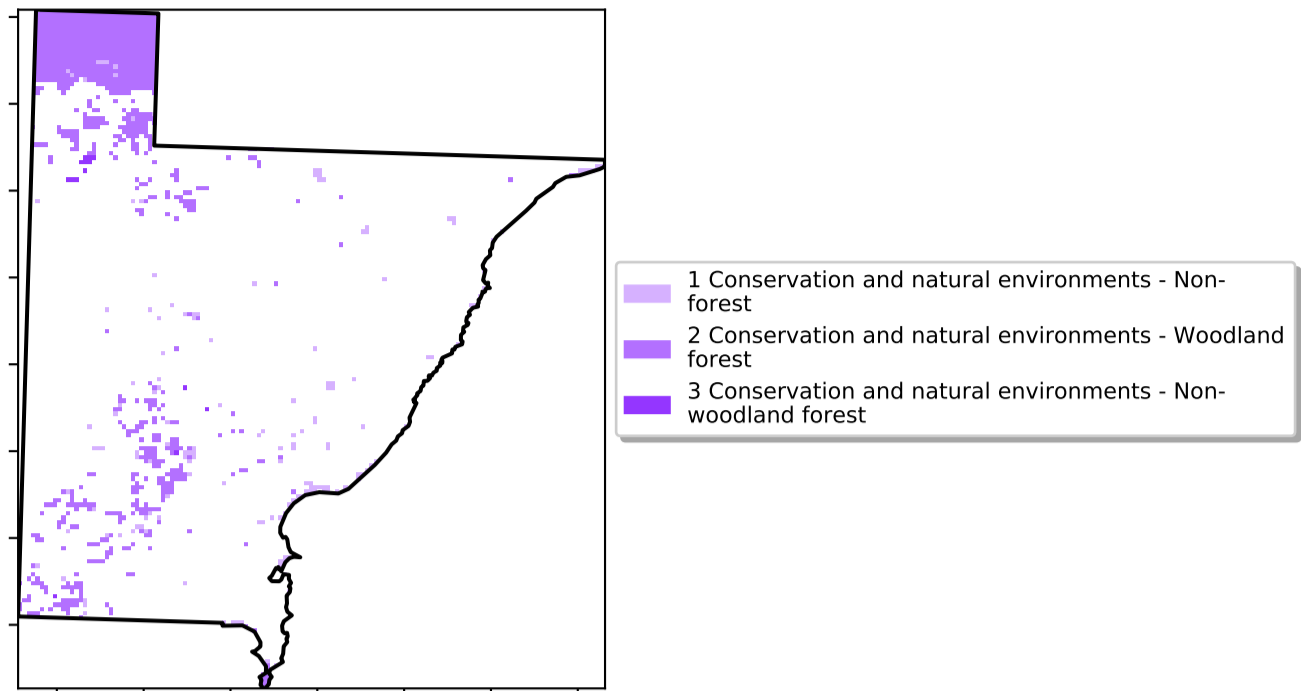 1 Conservation and natural environments - Non-
forest
2 Conservation and natural environments - Woodland
forest
3 Conservation and natural environments - Non-
woodland forest